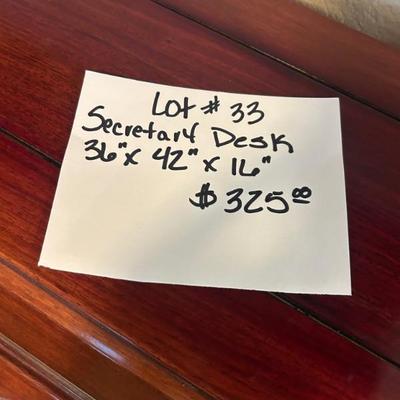 Lot # 33
Secretary Desk
36" x 42" x 16"
$325.00